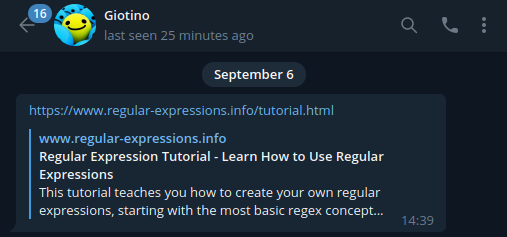 16
Giotino
last seen 25 minutes ago
September 6
https://www.regular-expressions.info/tutorial.html
www.regular-expressions.info
Regular Expression Tutorial - Learn How to Use Regular
Expressions
This tutorial teaches you how to create your own regular
expressions, starting with the most basic regex concept...
14:39